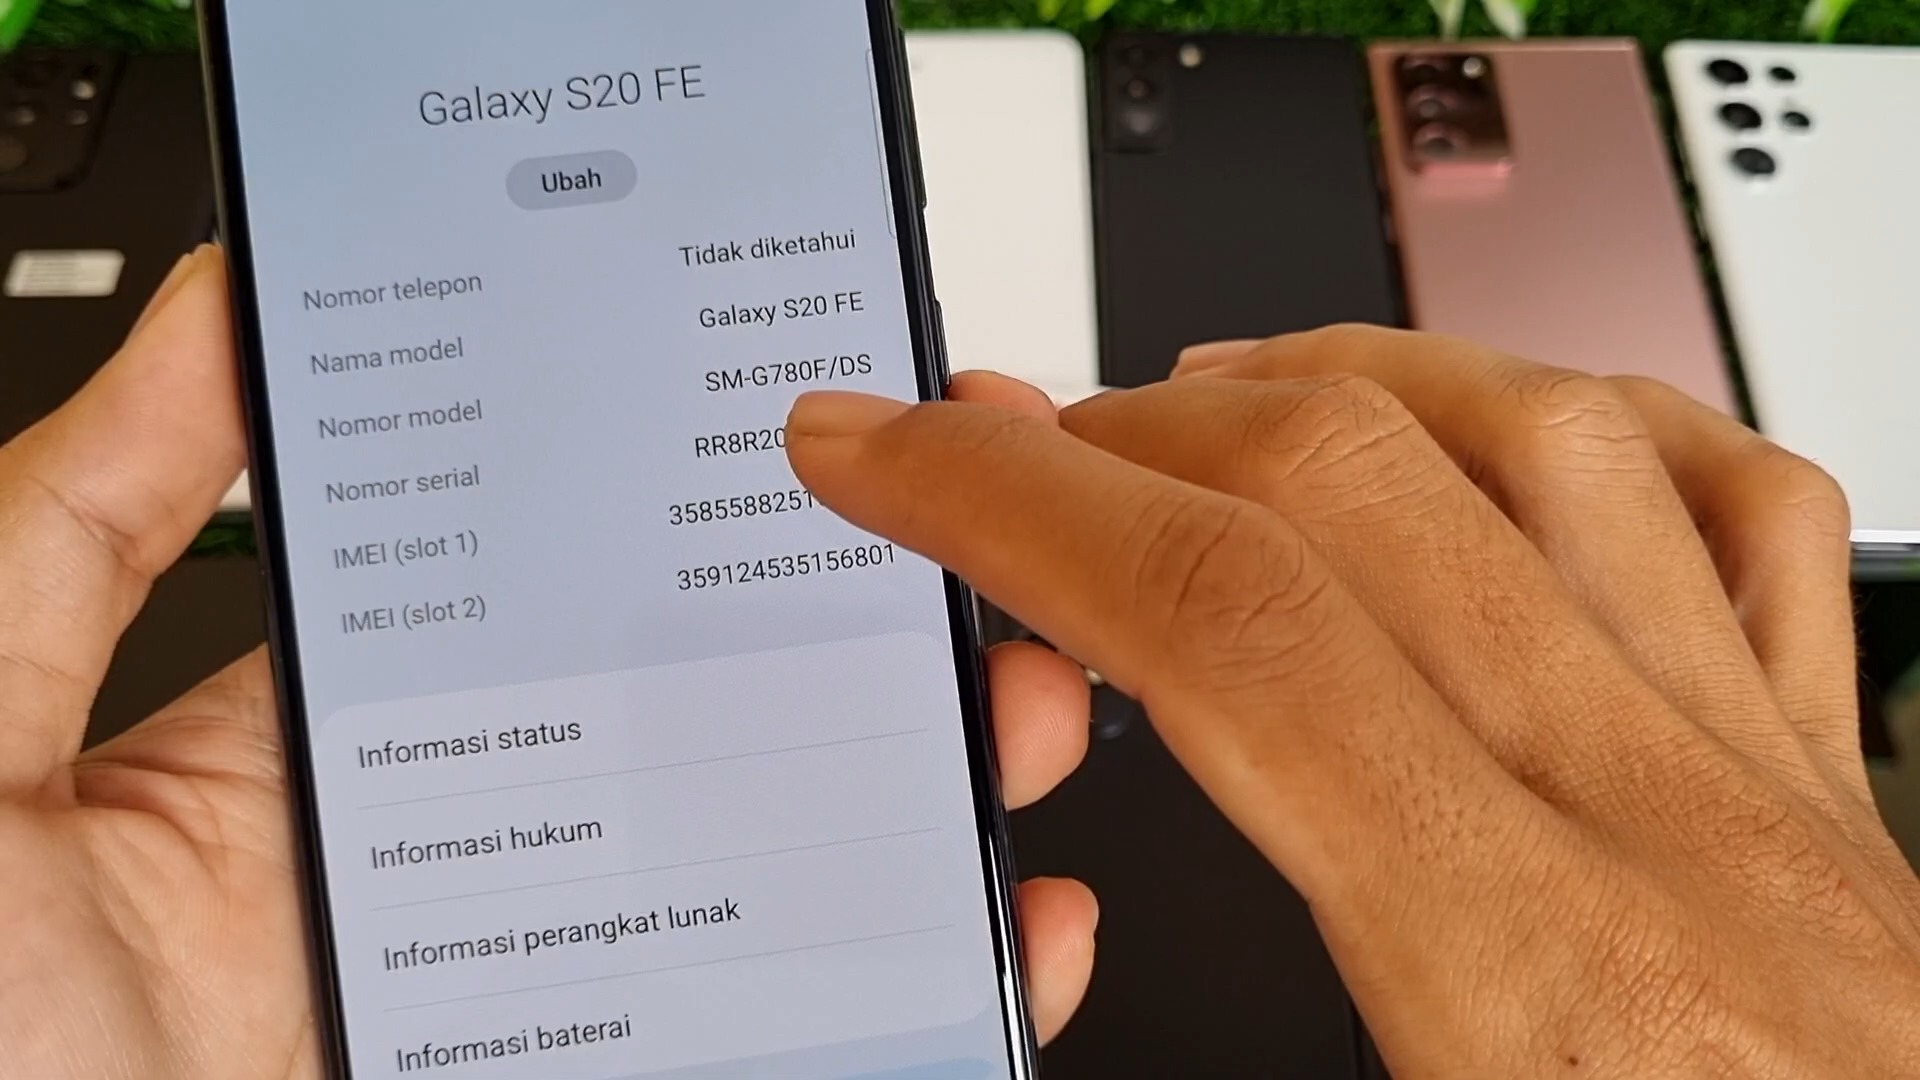 Galaxy S20 FE
Ubah
Nomor telepon Tidak diketahui
Nama model Galaxy S20 FE
Nomor model SM-G780F/DS
Nomor serial RR8R20
IMEI (slot 1) 3585588251
IMEI (slot 2) 359124535156801
Informasi status
Informasi hukum
Informasi perangkat lunak
Informasi baterai